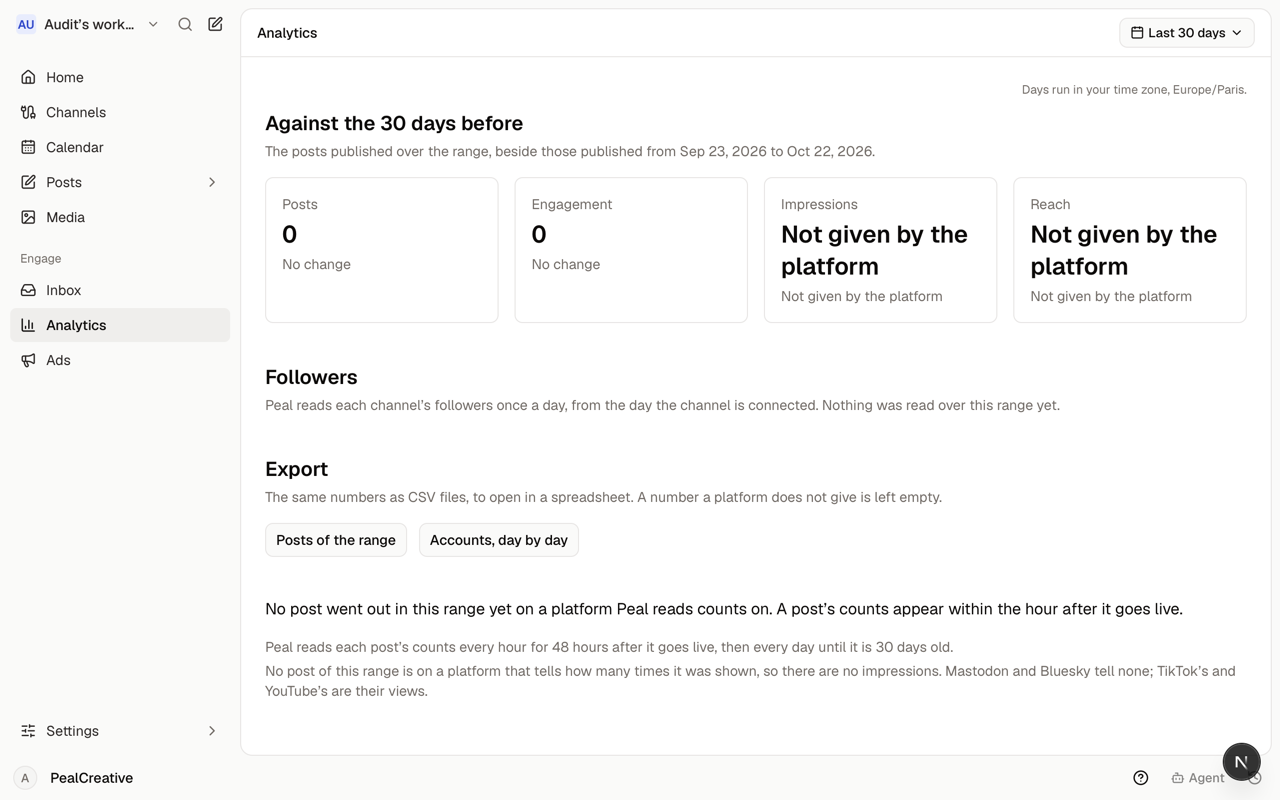 AU Audit's work...
Analytics
Last 30 days
Home
Channels
Calendar
Posts
Media
Engage
Inbox
Analytics
Ads
Settings
A PealCreative
Days run in your time zone, Europe/Paris.
Against the 30 days before
The posts published over the range, beside those published from Sep 23, 2026 to Oct 22, 2026.
Posts
0
No change
Engagement
0
No change
Impressions
Not given by the
platform
Not given by the platform
Reach
Not given by the
platform
Not given by the platform
Followers
Peal reads each channel's followers once a day, from the day the channel is connected. Nothing was read over this range yet.
Export
The same numbers as CSV files, to open in a spreadsheet. A number a platform does not give is left empty.
Posts of the range
Accounts, day by day
No post went out in this range yet on a platform Peal reads counts on. A post's counts appear within the hour after it goes live.
Peal reads each post's counts every hour for 48 hours after it goes live, then every day until it is 30 days old.
No post of this range is on a platform that tells how many times it was shown, so there are no impressions. Mastodon and Bluesky tell none; TikTok's and
YouTube's are their views.
Agent
N